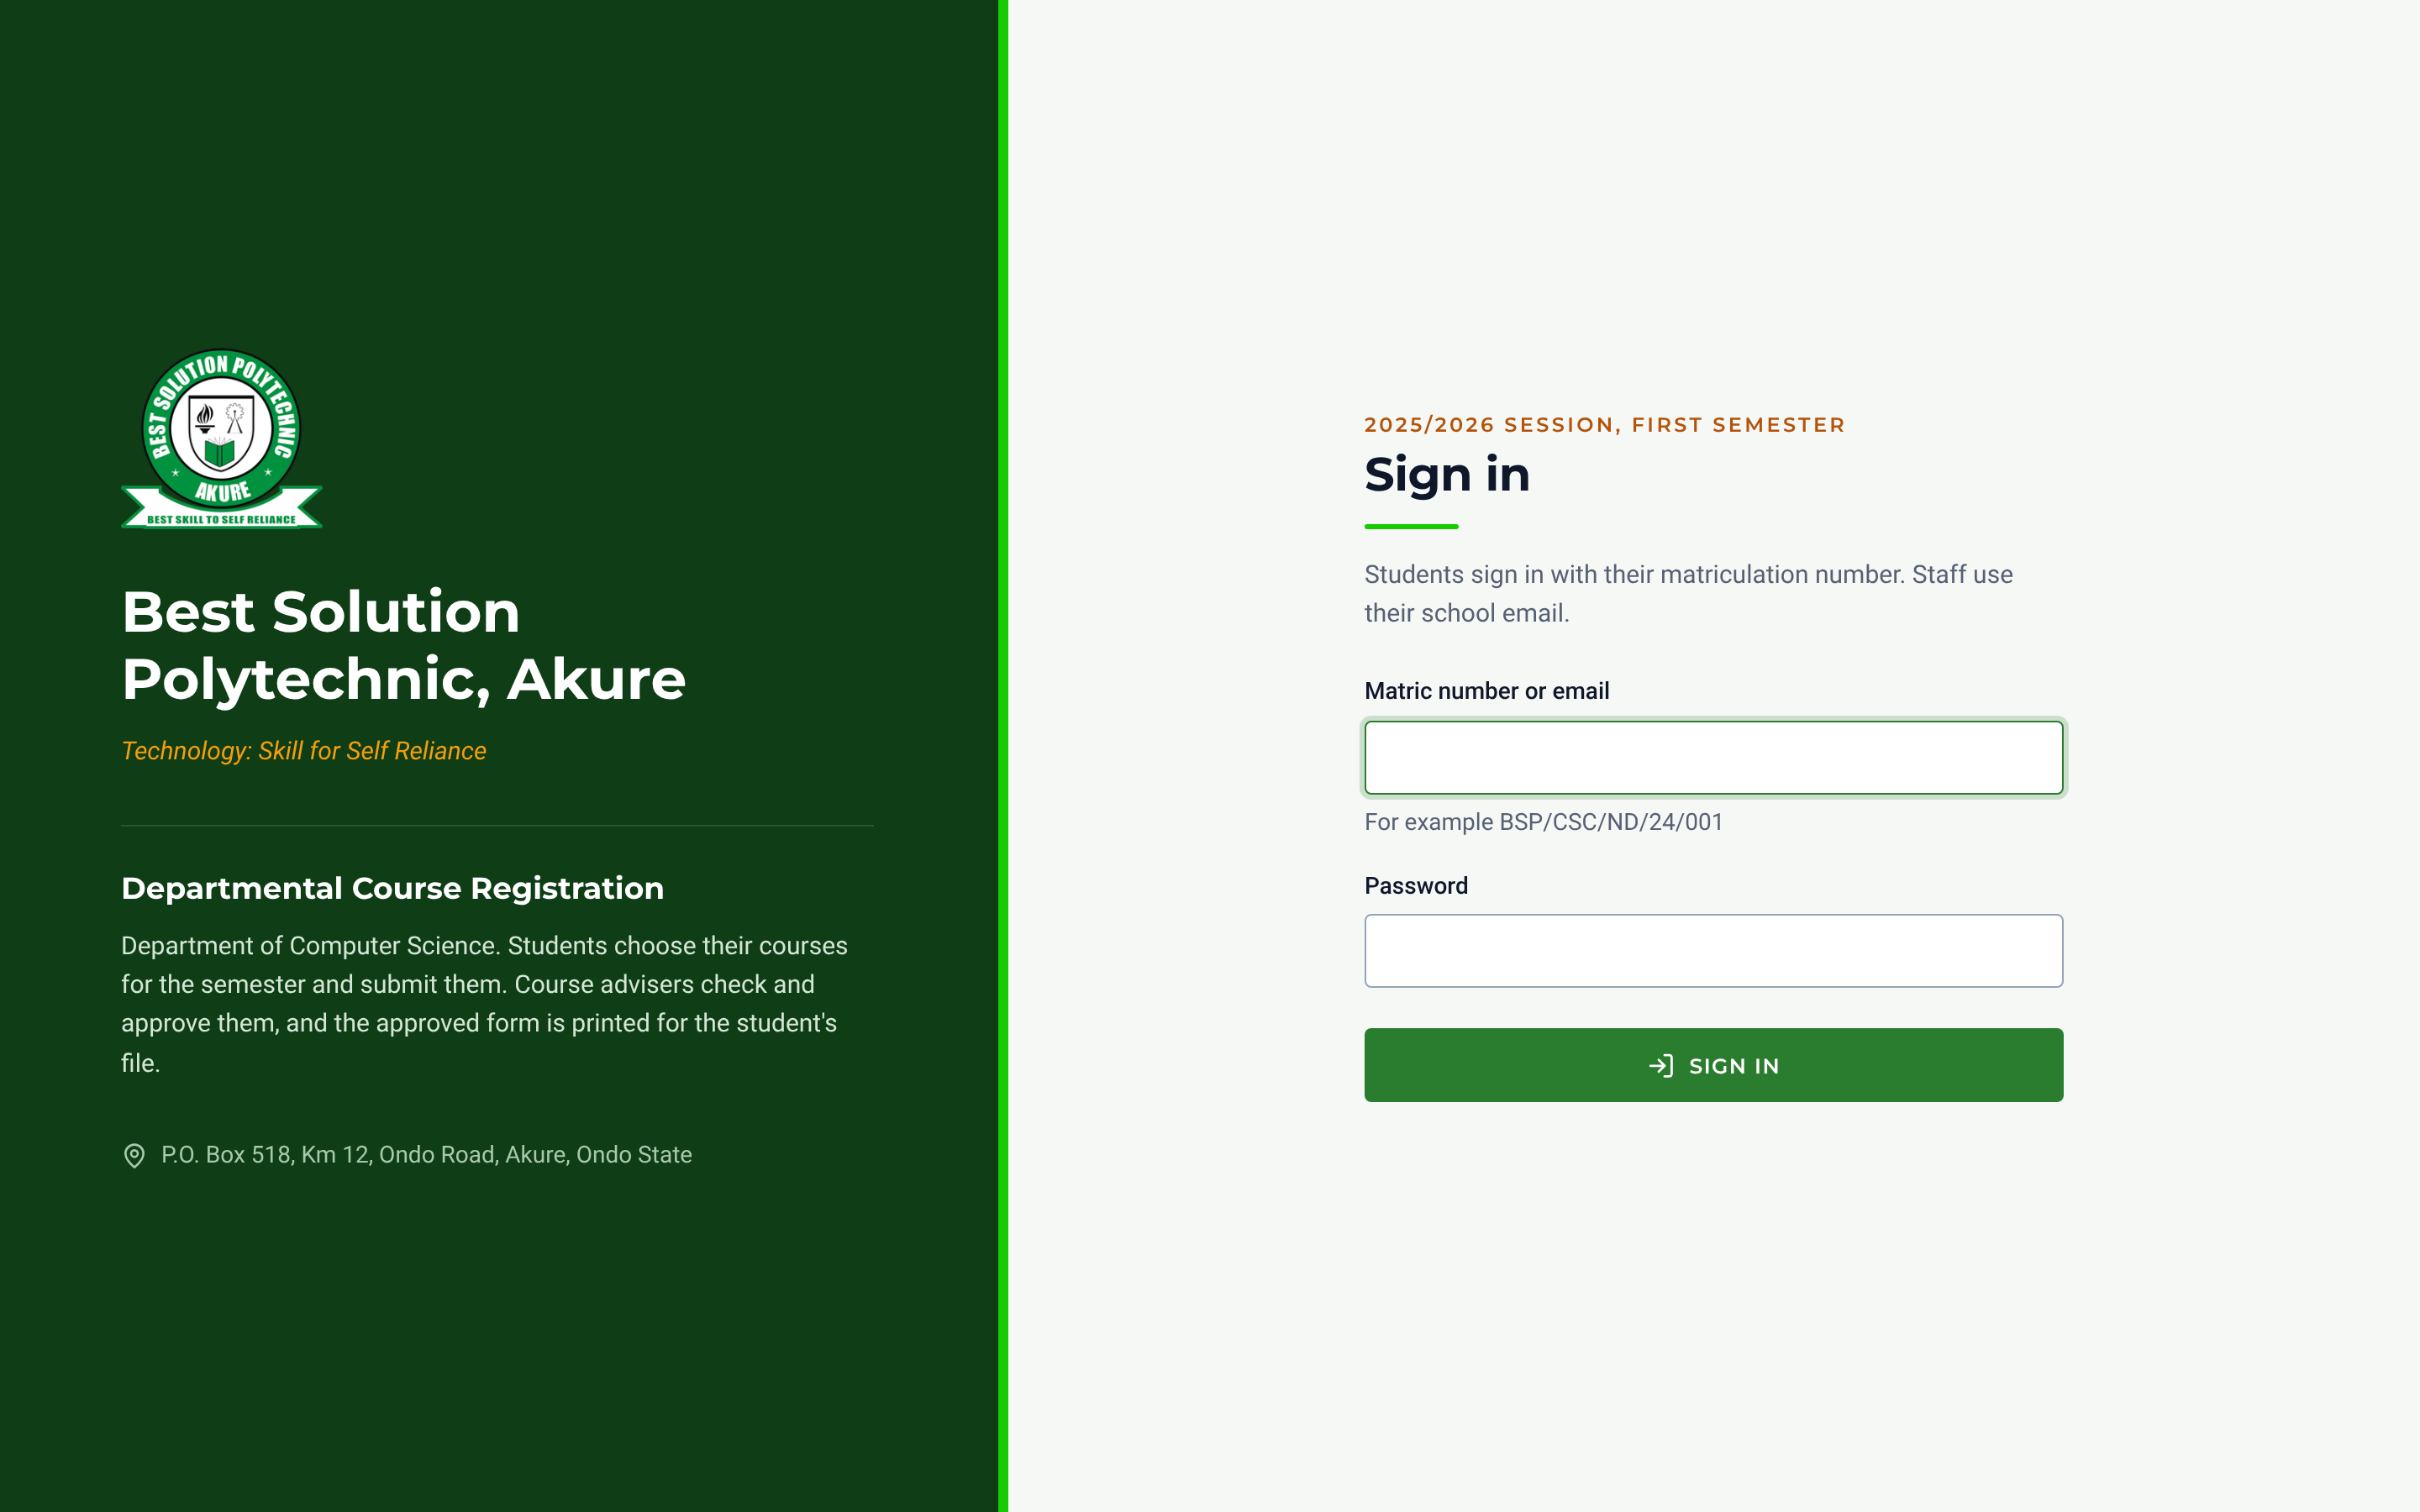 BEST SOLUTION POLYTECHNIC
AKURE
BEST SKILL TO SELF RELIANCE
Best Solution
Polytechnic, Akure
Technology: Skill for Self Reliance
Departmental Course Registration
Department of Computer Science. Students choose their courses
for the semester and submit them. Course advisers check and
approve them, and the approved form is printed for the student's
file.
P.O. Box 518, Km 12, Ondo Road, Akure, Ondo State
2025/2026 SESSION, FIRST SEMESTER
Sign in
Students sign in with their matriculation number. Staff use
their school email.
Matric number or email
For example BSP/CSC/ND/24/001
Password
SIGN IN